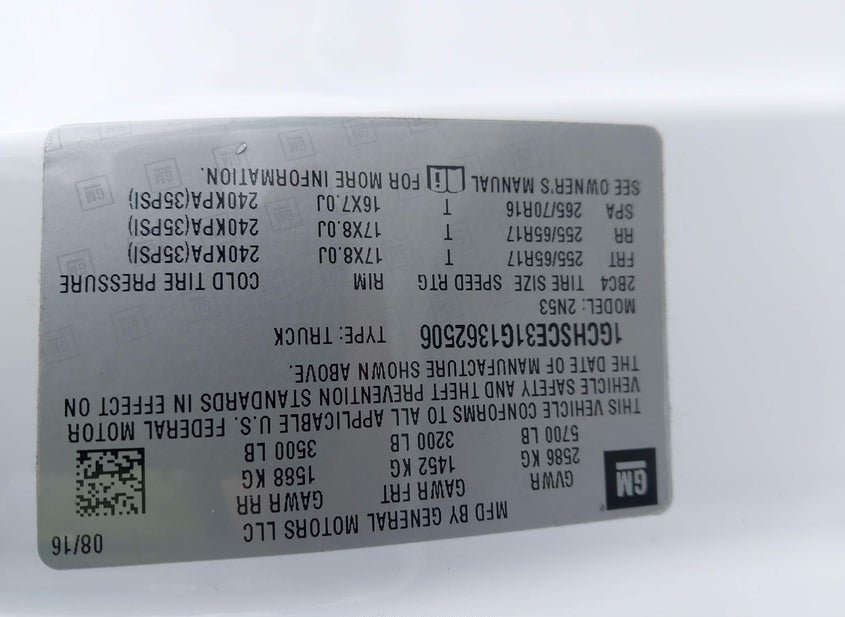 MFD BY GENERAL MOTORS LLC 08/16
GM
GVWR GAWR FRT GAWR RR
2586 KG 1452 KG 1588 KG
5700 LB 3200 LB 3500 LB
THIS VEHICLE CONFORMS TO ALL APPLICABLE U.S. FEDERAL MOTOR
VEHICLE SAFETY AND THEFT PREVENTION STANDARDS IN EFFECT ON
THE DATE OF MANUFACTURE SHOWN ABOVE.
1GCHSCE31G1362506 TYPE: TRUCK
MODEL: 2N53
2BC4 TIRE SIZE SPEED RTG RIM COLD TIRE PRESSURE
FRT 255/65R17 T 17X8.0J 240KPA(35PSI)
RR 255/65R17 T 17X8.0J 240KPA(35PSI)
SPA 265/70R16 T 16X7.0J 240KPA(35PSI)
SEE OWNER'S MANUAL i FOR MORE INFORMATION.